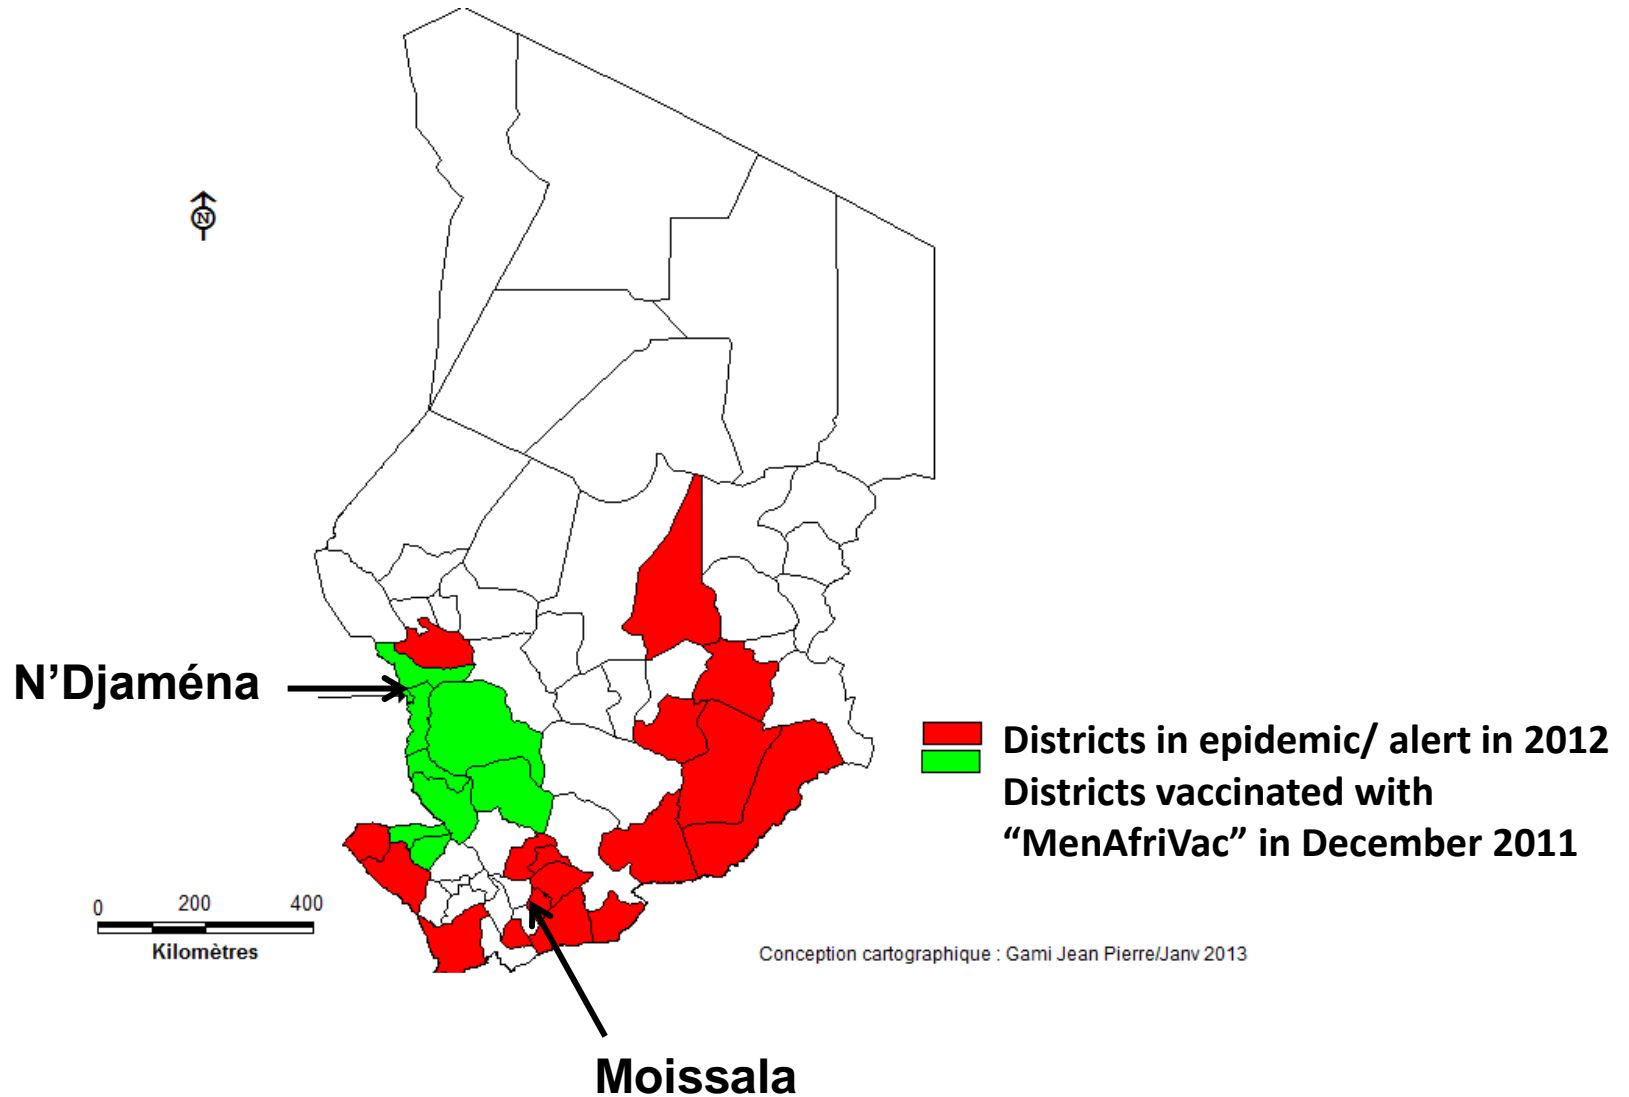 N
N’Djaména
Districts in epidemic/ alert in 2012
Districts vaccinated with
“MenAfriVac” in December 2011
0 200 400
Kilomètres
Conception cartographique : Gami Jean Pierre/Janv 2013
Moissala